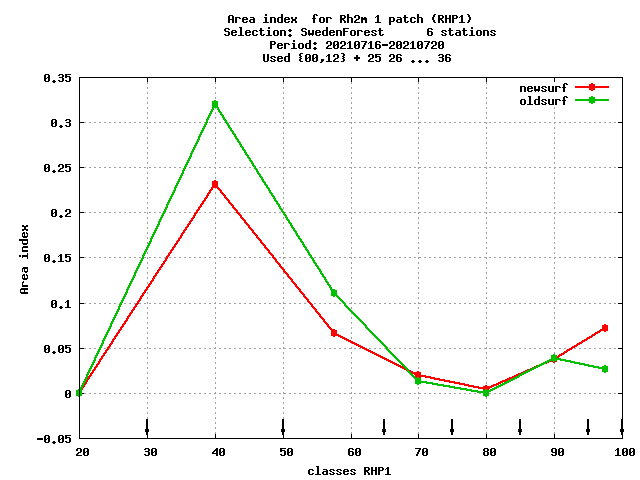 Area index  for Rh2m 1 patch (RHP1)
Selection: SwedenForest      6 stations
Period: 20210716-20210720
Used {00,12} + 25 26 ... 36
newsurf
oldsurf
0.35
0.3
0.25
0.2
0.15
0.1
0.05
0
-0.05
Area index
20 30 40 50 60 70 80 90 100
classes RHP1